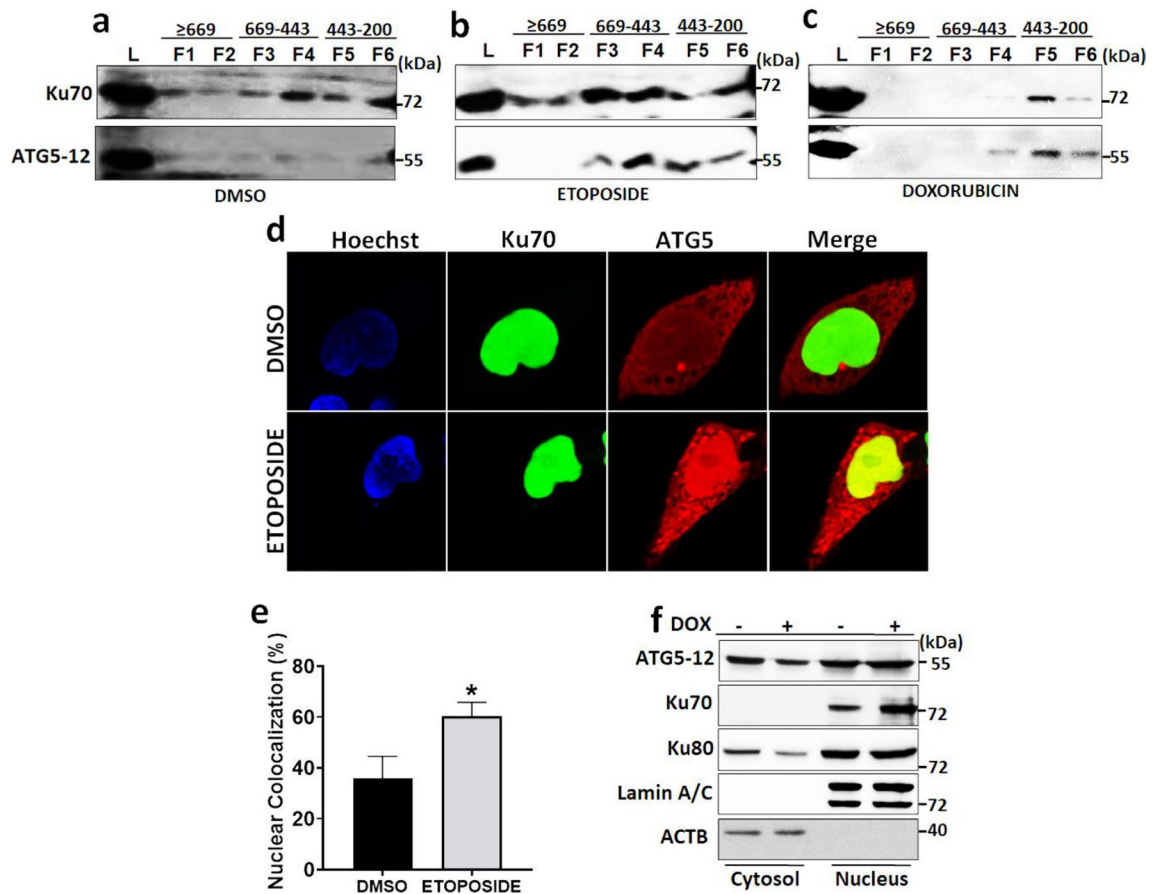 a
≥669 669-443 443-200
L F1 F2 F3 F4 F5 F6 (kDa)
Ku70
72
ATG5-12
55
DMSO
b
≥669 669-443 443-200
L F1 F2 F3 F4 F5 F6 (kDa)
72
55
ETOPOSIDE
c
≥669 669-443 443-200
L F1 F2 F3 F4 F5 F6 (kDa)
72
55
DOXORUBICIN
d
Hoechst Ku70 ATG5 Merge
DMSO
ETOPOSIDE
e
Nuclear Colocalization (%)
80
60
40
20
0
*
DMSO ETOPOSIDE
f
DOX - + - +
(kDa)
ATG5-12 55
Ku70 72
Ku80 72
Lamin A/C 72
ACTB 40
Cytosol Nucleus